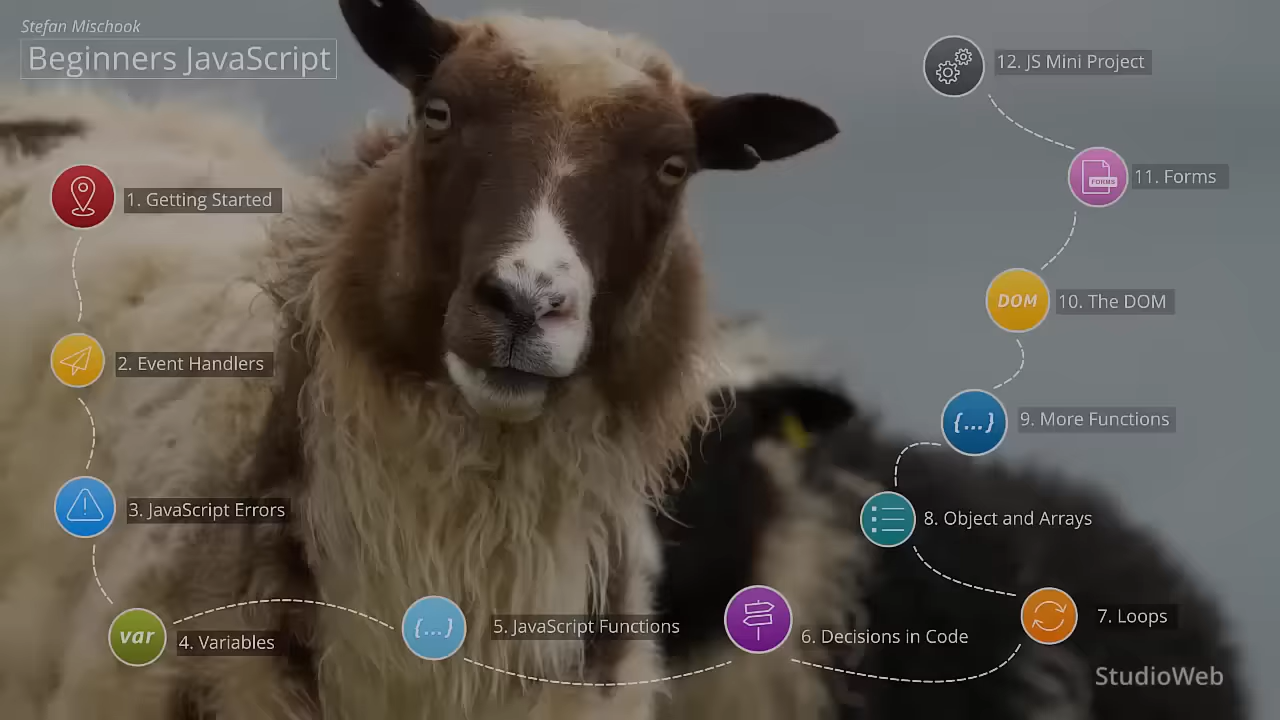 Stefan Mischook
Beginners JavaScript
1. Getting Started
2. Event Handlers
3. JavaScript Errors
var
4. Variables
{...}
5. JavaScript Functions
6. Decisions in Code
7. Loops
8. Object and Arrays
{...}
9. More Functions
DOM
10. The DOM
FORMS
11. Forms
12. JS Mini Project
StudioWeb